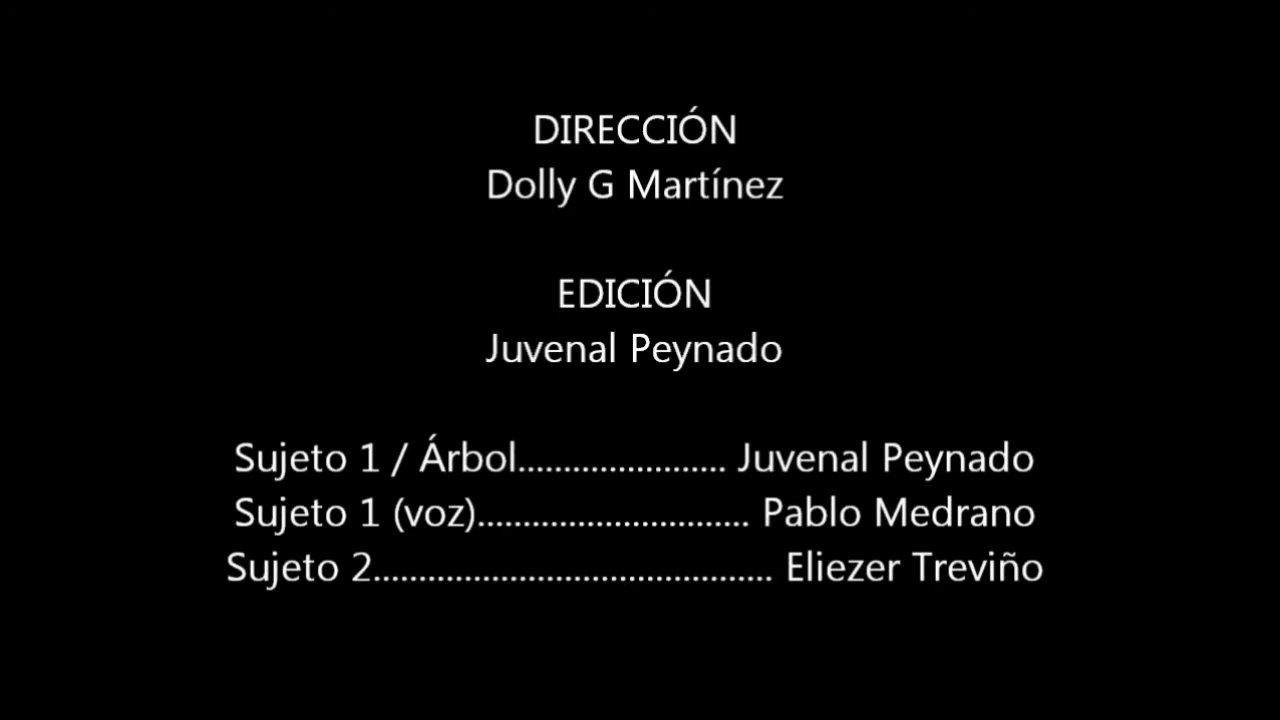 DIRECCIÓN
Dolly G Martínez
EDICIÓN
Juvenal Peynado
Sujeto 1 / Árbol....................... Juvenal Peynado
Sujeto 1 (voz).............................. Pablo Medrano
Sujeto 2............................................ Eliezer Treviño